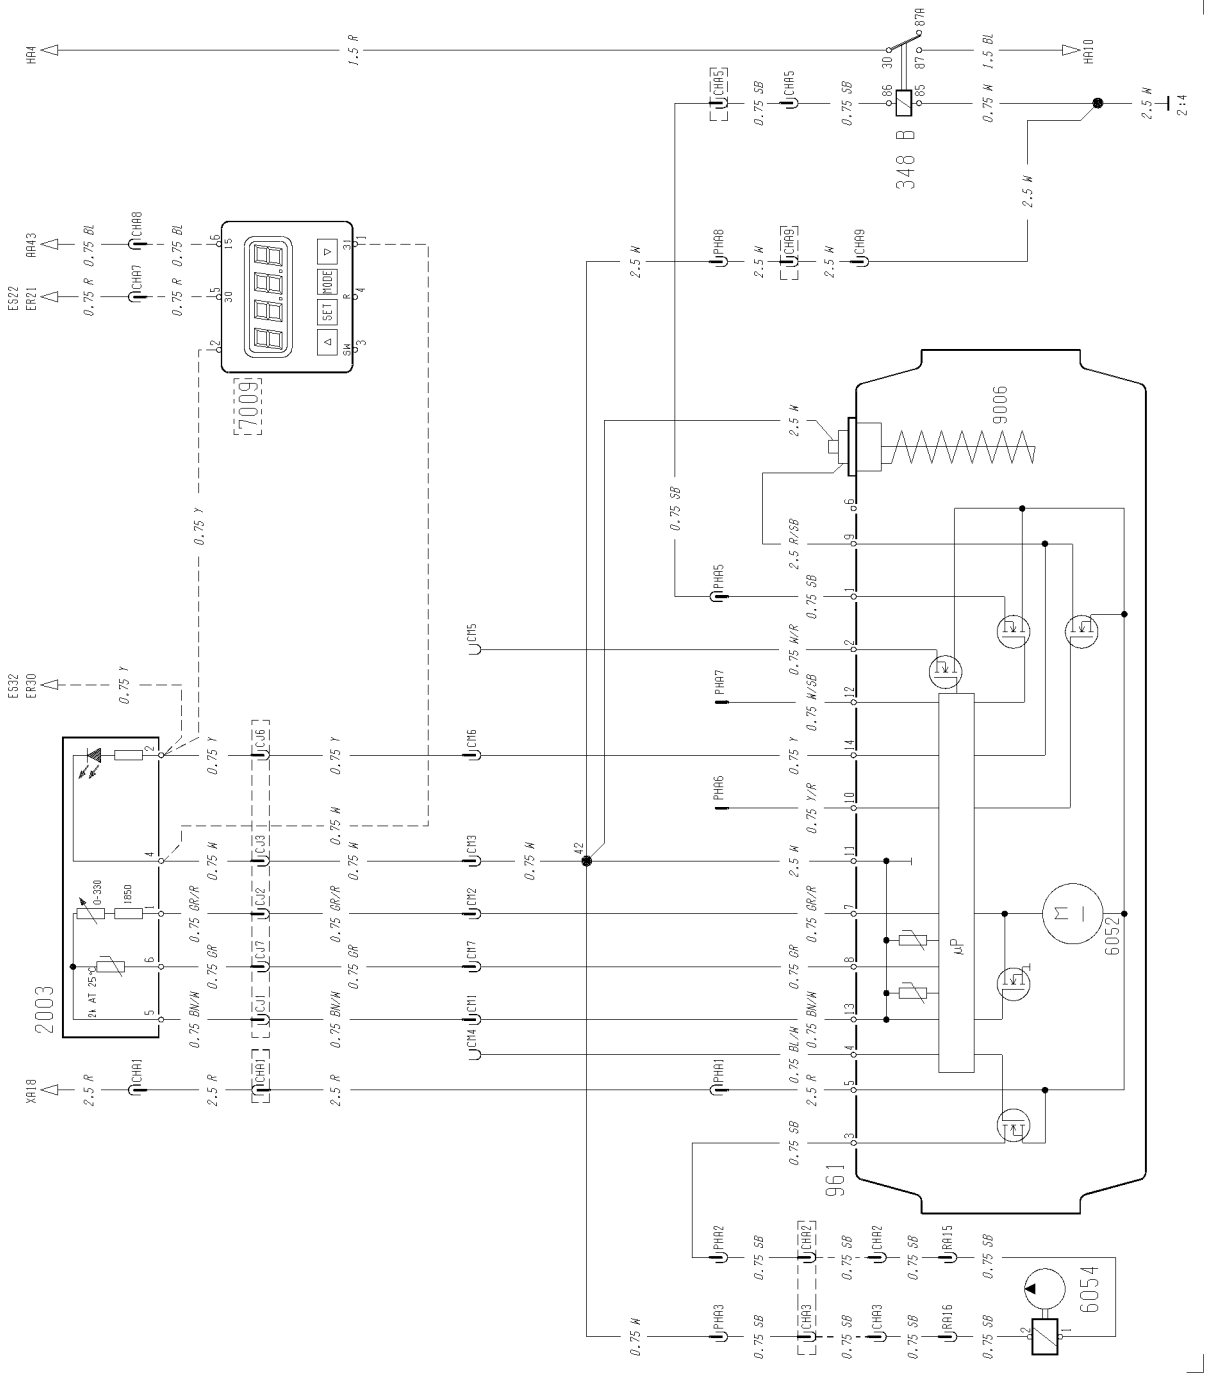 HA4
1.5 R
30
87A
87
1.5 BL
HA10
CHA5
0.75 SB
CHA5
0.75 SB
86
85
0.75 W
2.5 W
2:4
348 B
2.5 W
AA43
0.75 BL
CHA8
0.75 BL
6
15
31
1
ES22
ER21
0.75 R
CHA7
0.75 R
5
30
R
4
2
SW
3
SET
MODE
7009
2.5 W
PHA8
2.5 W
CHA9
2.5 W
CHA9
0.75 Y
2.5 W
9006
0.75 SB
6
2.5 R/SB
9
PHA5
0.75 SB
1
CM5
0.75 W/R
2
ES32
ER30
0.75 Y
PHA7
0.75 W/SB
12
2
0.75 Y
CJ6
0.75 Y
CM6
0.75 Y
14
PHA6
0.75 Y/R
10
0.75 W
4
0.75 W
CJ3
0.75 W
CM3
0.75 W
42
2.5 W
11
0-330
185Ω
1
0.75 GR/R
CJ2
0.75 GR/R
CM2
0.75 GR/R
7
M
6052
2k AT 25°C
6
0.75 GR
CJ7
0.75 GR
CM7
0.75 GR
8
µP
2003
5
0.75 BN/W
CJ1
0.75 BN/W
CM1
0.75 BN/W
13
CM4
0.75 BL/W
4
XA18
2.5 R
CHA1
2.5 R
CHA1
2.5 R
PHA1
2.5 R
5
0.75 SB
3
961
PHA2
0.75 SB
CHA2
0.75 SB
CHA2
0.75 SB
RA15
0.75 SB
6054
0.75 W
PHA3
0.75 SB
CHA3
0.75 SB
CHA3
0.75 SB
RA16
0.75 SB
2
1